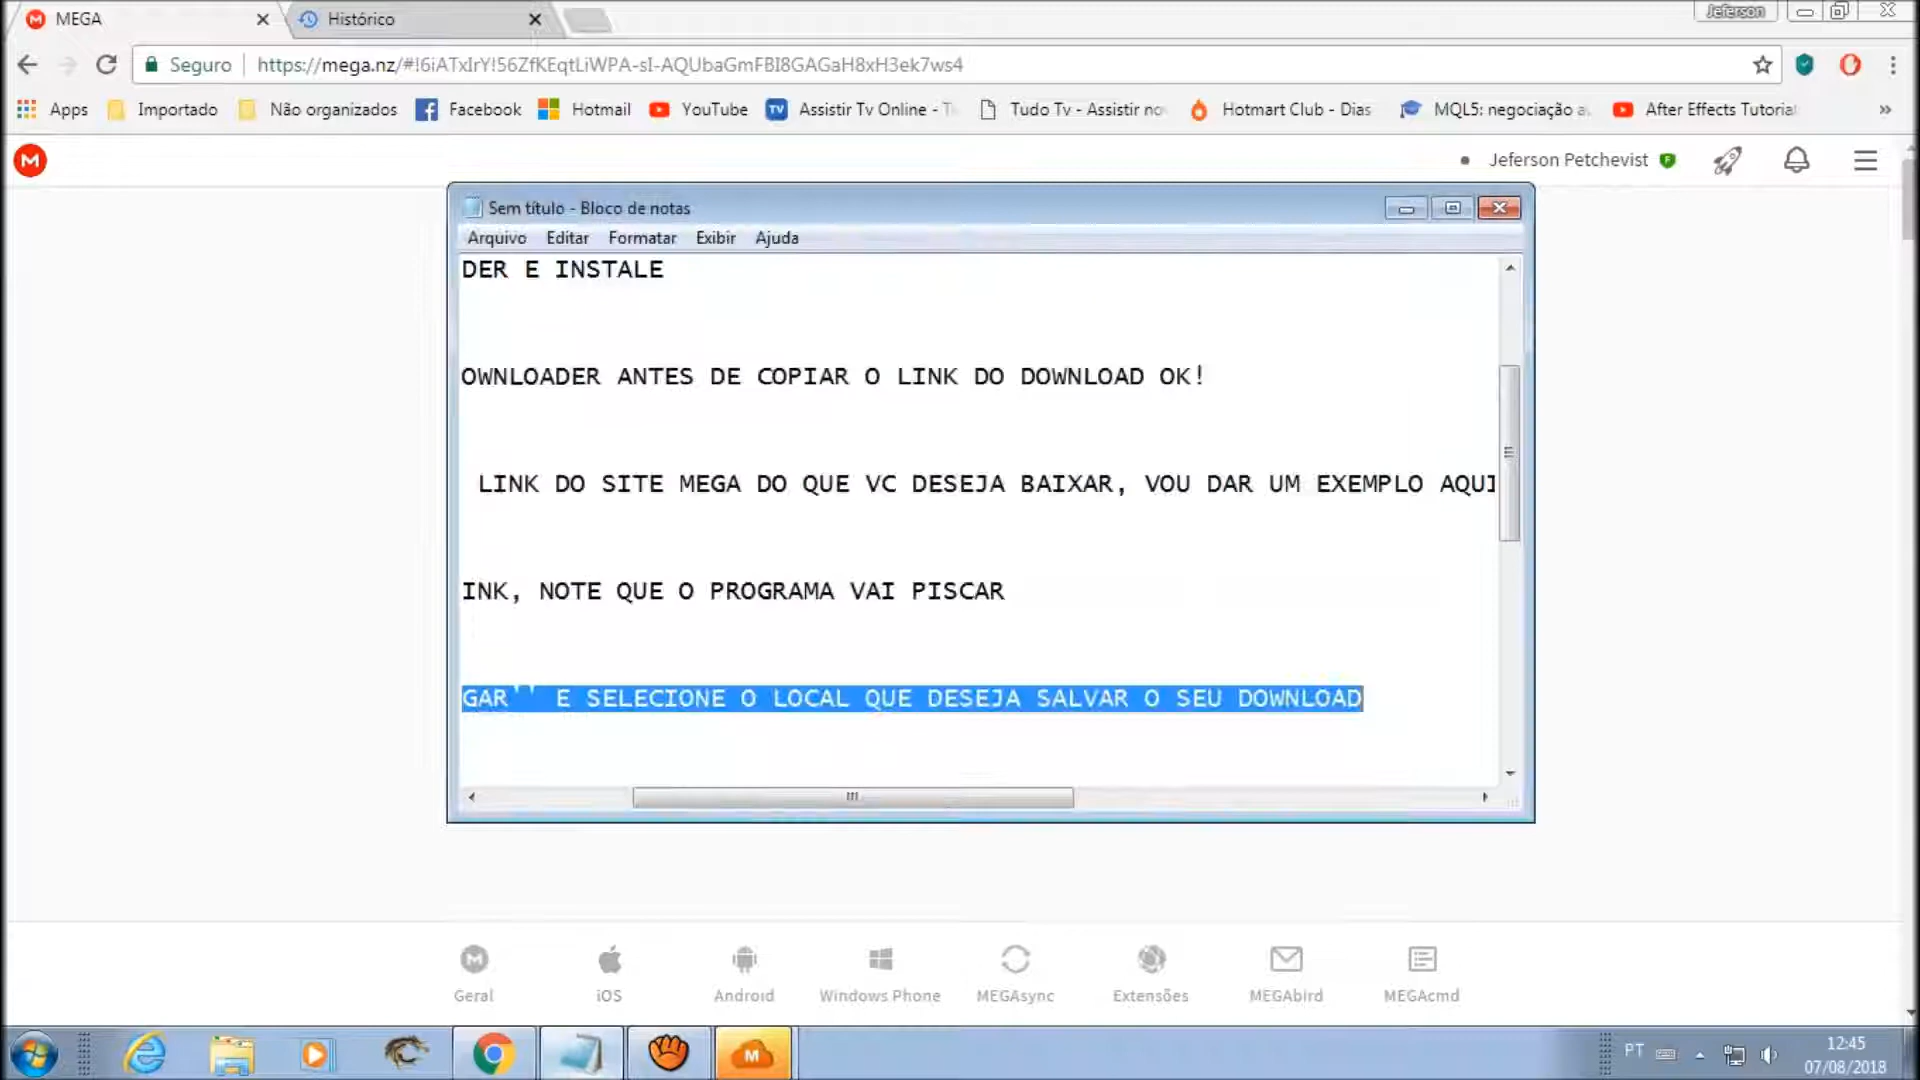 MEGA
Histórico
Jeferson
Seguro
https://mega.nz/#!6iATxIrY!56ZfKEqtLiWPA-sI-AQUbaGmFBI8GAGaH8xH3ek7ws4
Apps
Importado
Não organizados
Facebook
Hotmail
YouTube
TV
Assistir Tv Online - T
Tudo Tv - Assistir no
Hotmart Club - Dias
MQL5: negociação a
After Effects Tutoria
»
M
Jeferson Petchevist
Sem título - Bloco de notas
Arquivo Editar Formatar Exibir Ajuda
DER E INSTALE
OWNLOADER ANTES DE COPIAR O LINK DO DOWNLOAD OK!
LINK DO SITE MEGA DO QUE VC DESEJA BAIXAR, VOU DAR UM EXEMPLO AQUI
INK, NOTE QUE O PROGRAMA VAI PISCAR
GAR'' E SELECIONE O LOCAL QUE DESEJA SALVAR O SEU DOWNLOAD
Geral
iOS
Android
Windows Phone
MEGAsync
Extensões
MEGAbird
MEGAcmd
M
PT
12:45
07/08/2018